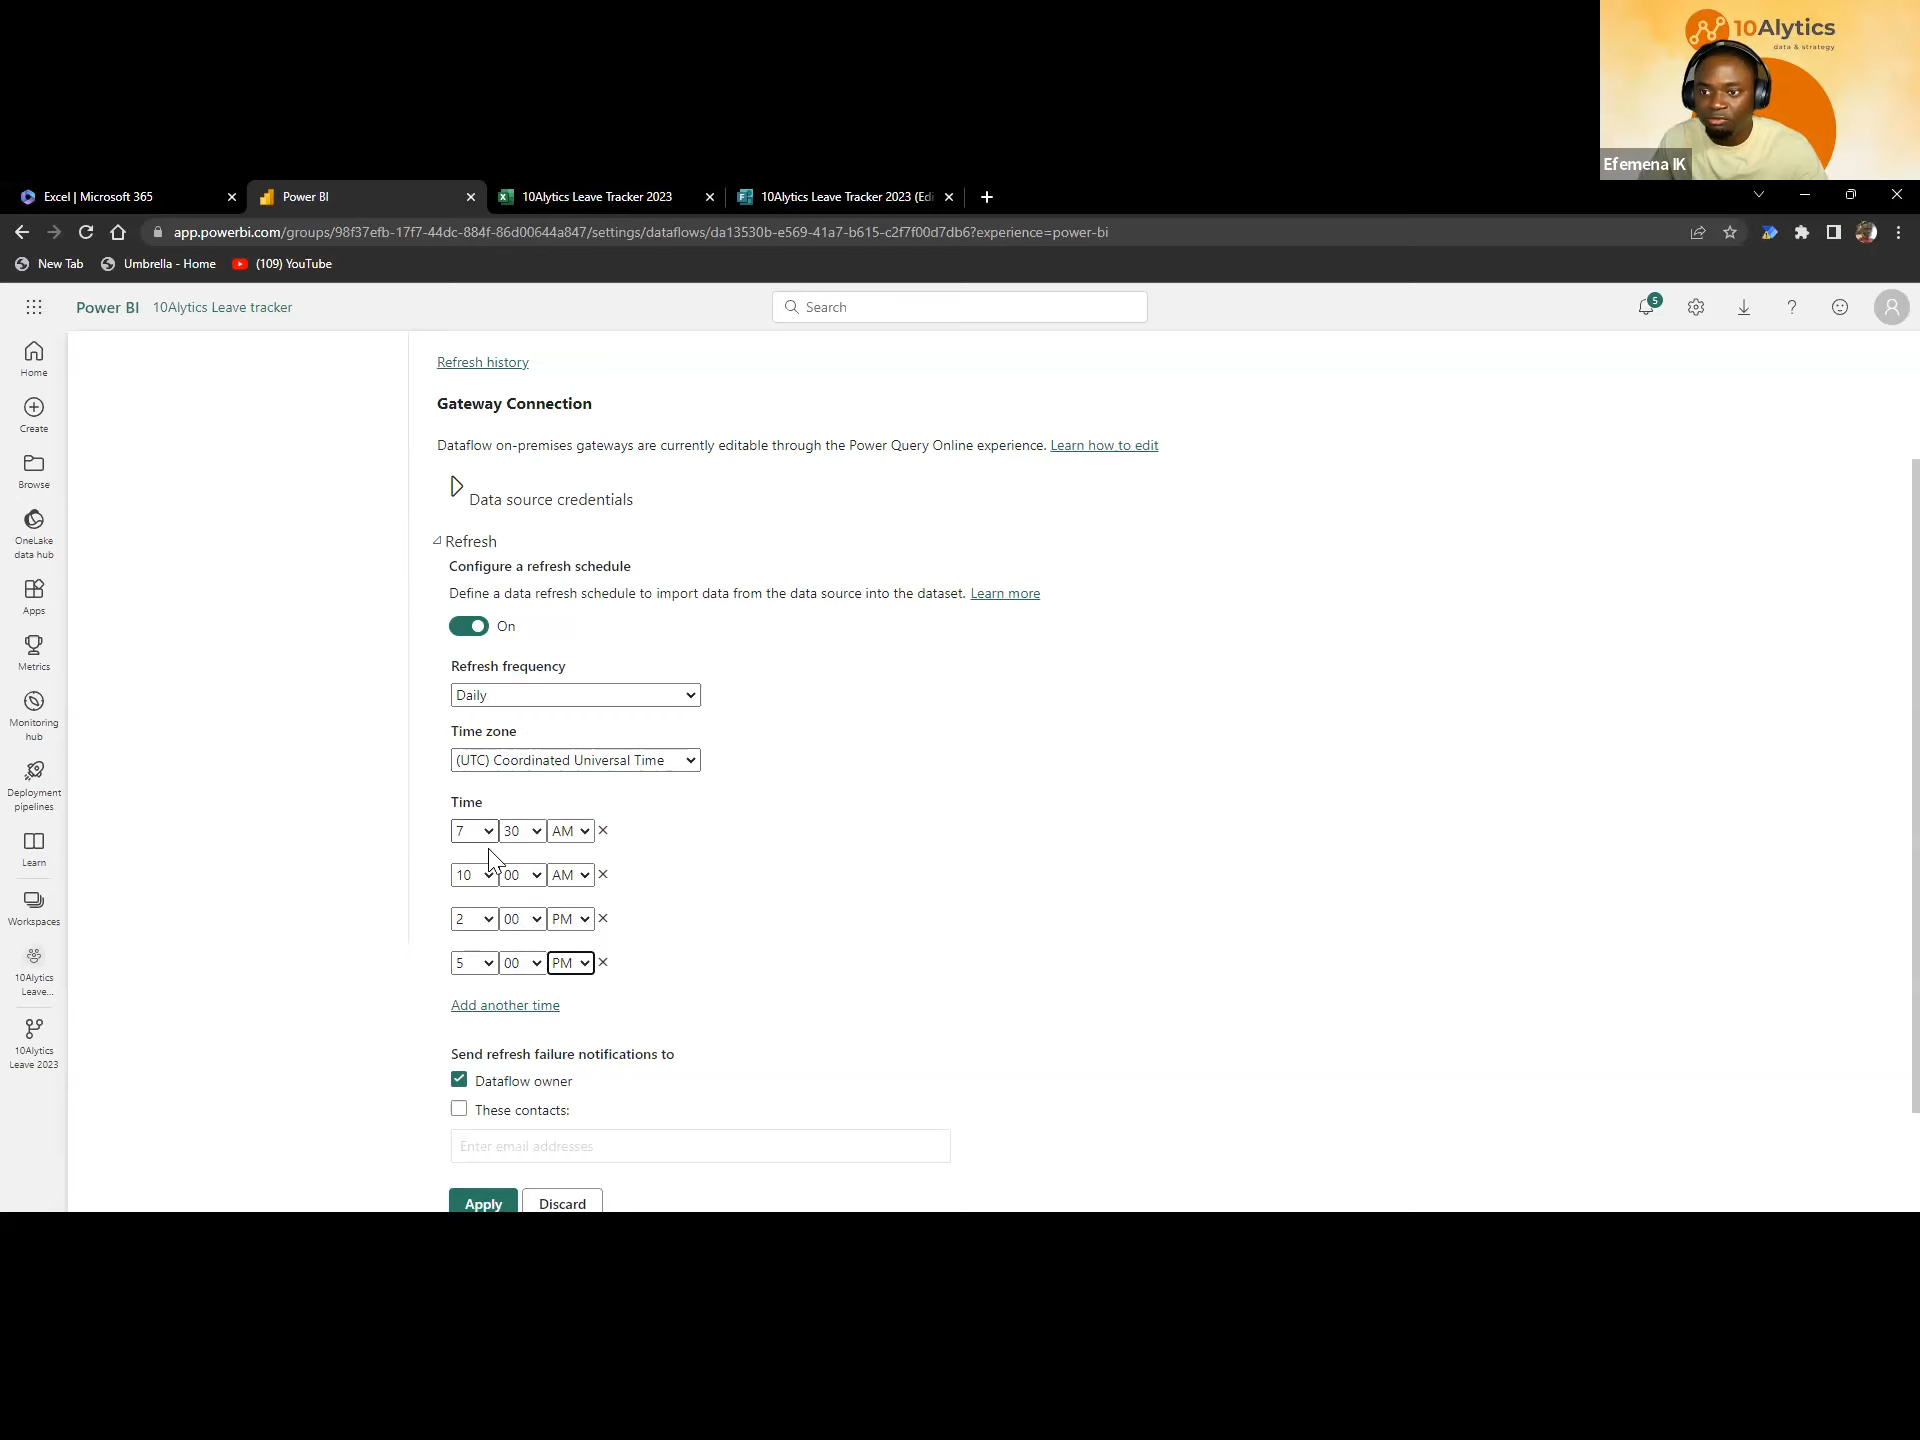 10Alytics
data & strategy
Efemena IK
Excel | Microsoft 365
Power BI
10Alytics Leave Tracker 2023
10Alytics Leave Tracker 2023 (Edi
app.powerbi.com/groups/98f37efb-17f7-44dc-884f-86d00644a847/settings/dataflows/da13530b-e569-41a7-b615-c2f7f00d7db6?experience=power-bi
New Tab
Umbrella - Home
(109) YouTube
Power BI
10Alytics Leave tracker
Search
5
Home
Create
Browse
OneLake
data hub
Apps
Metrics
Monitoring
hub
Deployment
pipelines
Learn
Workspaces
10Alytics
Leave...
10Alytics
Leave 2023
Refresh history
Gateway Connection
Dataflow on-premises gateways are currently editable through the Power Query Online experience. Learn how to edit
Data source credentials
Refresh
Configure a refresh schedule
Define a data refresh schedule to import data from the data source into the dataset. Learn more
On
Refresh frequency
Daily
Time zone
(UTC) Coordinated Universal Time
Time
7 30 AM
10 00 AM
2 00 PM
5 00 PM
Add another time
Send refresh failure notifications to
Dataflow owner
These contacts:
Enter email addresses
Apply
Discard